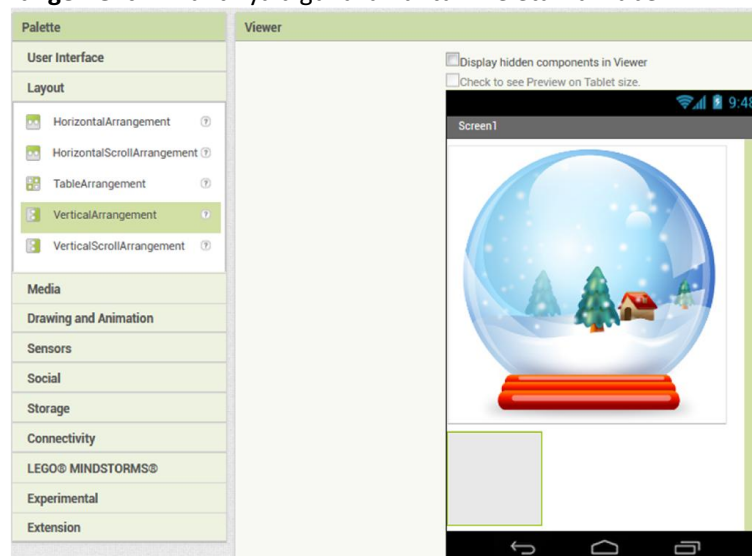 Palette
User Interface
Layout
HorizontalArrangement
HorizontalScrollArrangement
TableArrangement
VerticalArrangement
VerticalScrollArrangement
Media
Drawing and Animation
Sensors
Social
Storage
Connectivity
LEGO® MINDSTORMS®
Experimental
Extension
Viewer
Display hidden components in Viewer
Check to see Preview on Tablet size.
9:48
Screen1